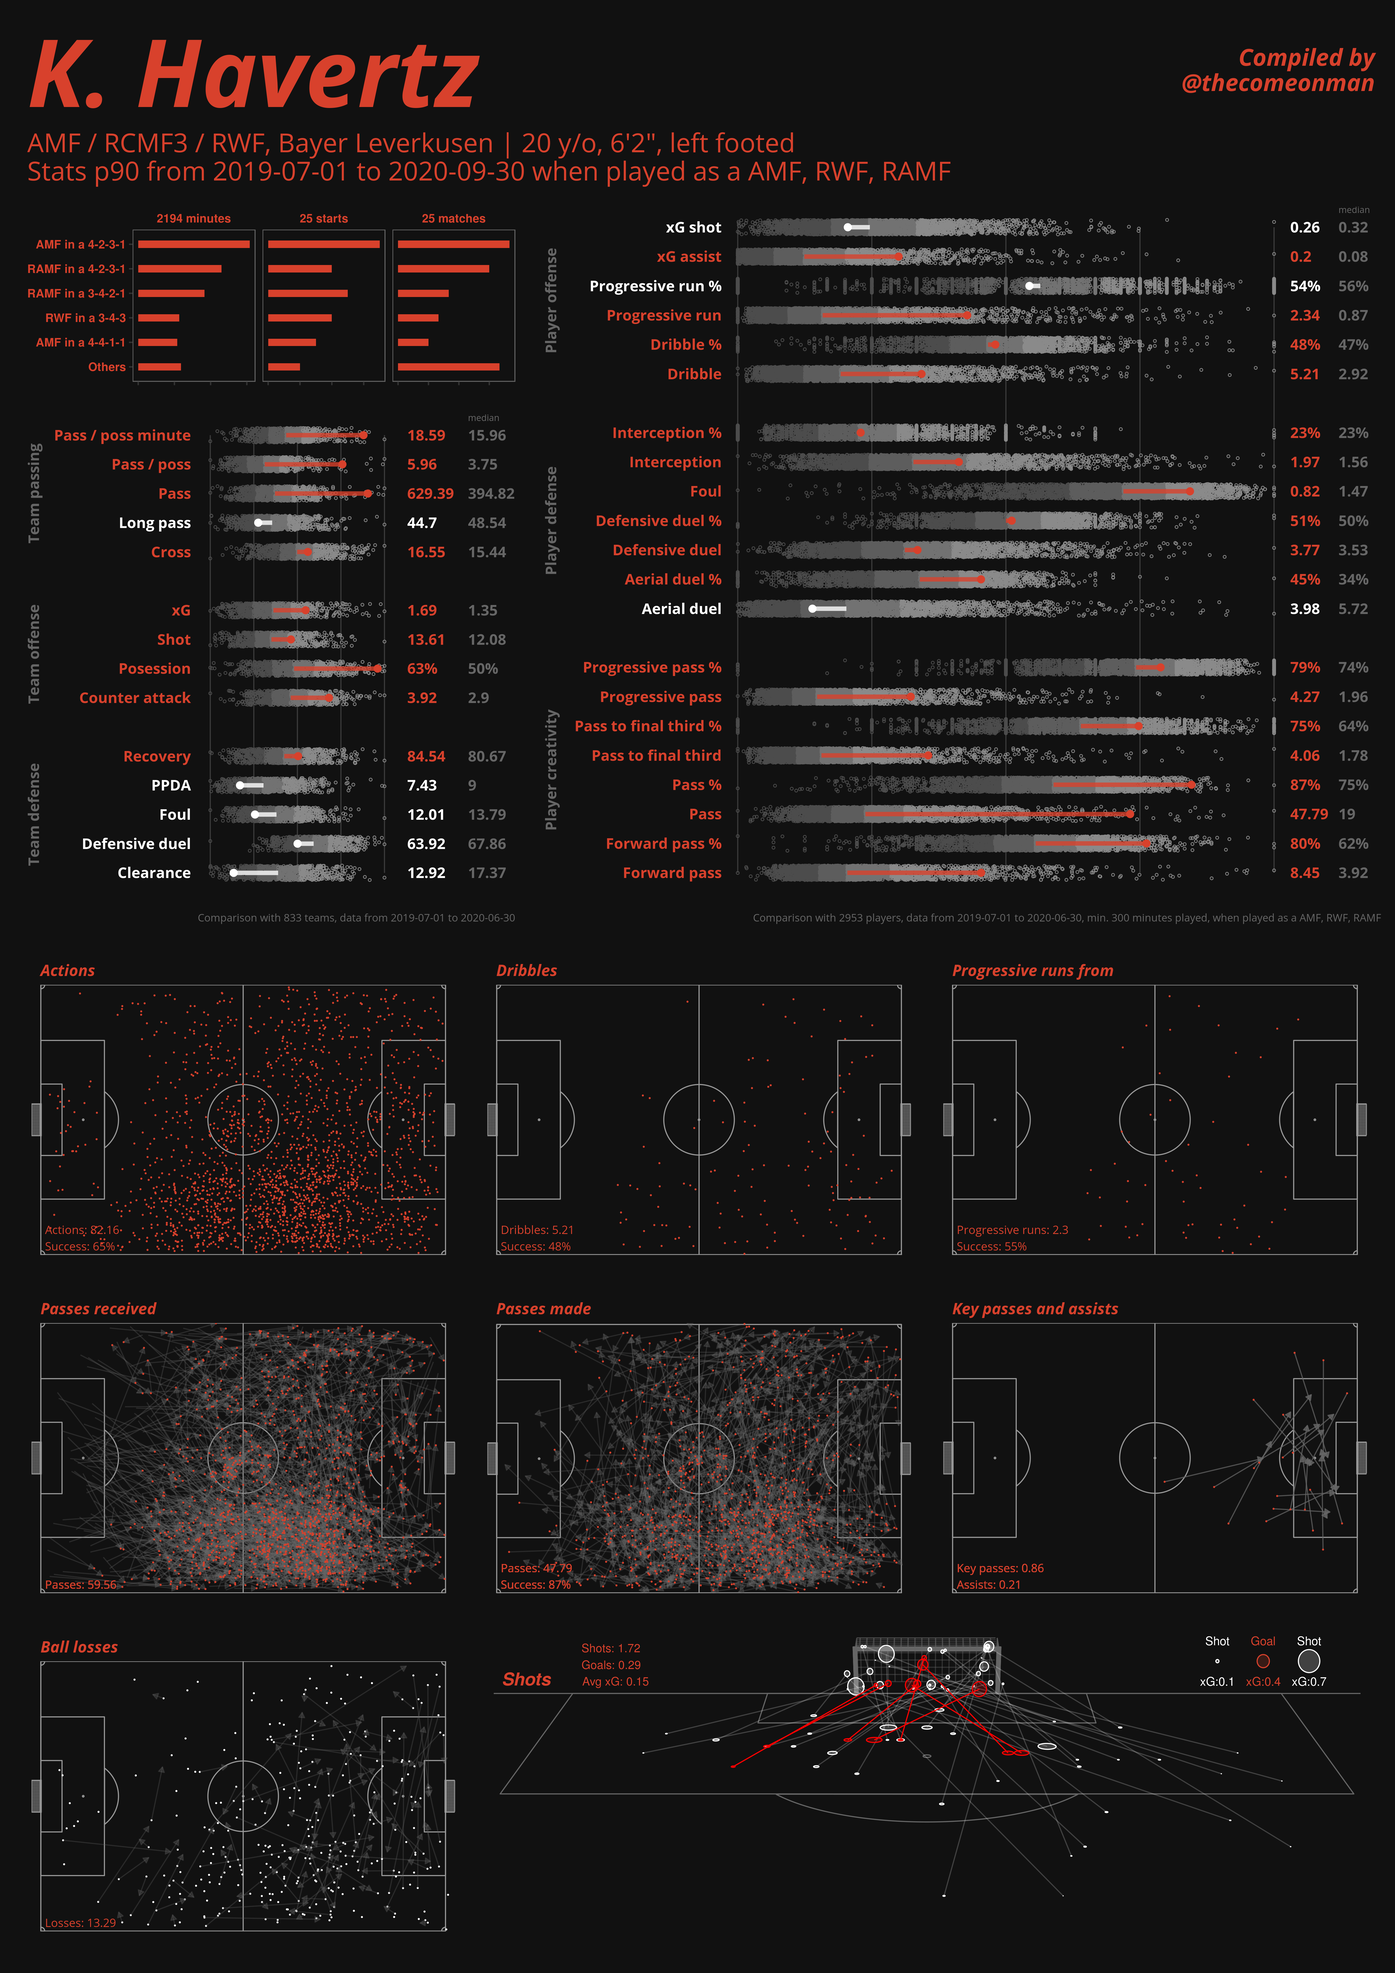 K. Havertz
Compiled by
@thecomeonman
AMF / RCMF3 / RWF, Bayer Leverkusen | 20 y/o, 6'2", left footed
Stats p90 from 2019-07-01 to 2020-09-30 when played as a AMF, RWF, RAMF
2194 minutes 25 starts 25 matches
AMF in a 4-2-3-1
RAMF in a 4-2-3-1
RAMF in a 3-4-2-1
RWF in a 3-4-3
AMF in a 4-4-1-1
Others
median
Team passing
Pass / poss minute 18.59 15.96
Pass / poss 5.96 3.75
Pass 629.39 394.82
Long pass 44.7 48.54
Cross 16.55 15.44
Team offense
xG 1.69 1.35
Shot 13.61 12.08
Posession 63% 50%
Counter attack 3.92 2.9
Team defense
Recovery 84.54 80.67
PPDA 7.43 9
Foul 12.01 13.79
Defensive duel 63.92 67.86
Clearance 12.92 17.37
Comparison with 833 teams, data from 2019-07-01 to 2020-06-30
median
Player offense
xG shot 0.26 0.32
xG assist 0.2 0.08
Progressive run % 54% 56%
Progressive run 2.34 0.87
Dribble % 48% 47%
Dribble 5.21 2.92
Player defense
Interception % 23% 23%
Interception 1.97 1.56
Foul 0.82 1.47
Defensive duel % 51% 50%
Defensive duel 3.77 3.53
Aerial duel % 45% 34%
Aerial duel 3.98 5.72
Player creativity
Progressive pass % 79% 74%
Progressive pass 4.27 1.96
Pass to final third % 75% 64%
Pass to final third 4.06 1.78
Pass % 87% 75%
Pass 47.79 19
Forward pass % 80% 62%
Forward pass 8.45 3.92
Comparison with 2953 players, data from 2019-07-01 to 2020-06-30, min. 300 minutes played, when played as a AMF, RWF, RAMF
Actions
Actions: 82.16
Success: 65%
Dribbles
Dribbles: 5.21
Success: 48%
Progressive runs from
Progressive runs: 2.3
Success: 55%
Passes received
Passes: 59.56
Passes made
Passes: 47.79
Success: 87%
Key passes and assists
Key passes: 0.86
Assists: 0.21
Ball losses
Losses: 13.29
Shots
Shots: 1.72
Goals: 0.29
Avg xG: 0.15
Shot Goal Shot
xG:0.1 xG:0.4 xG:0.7